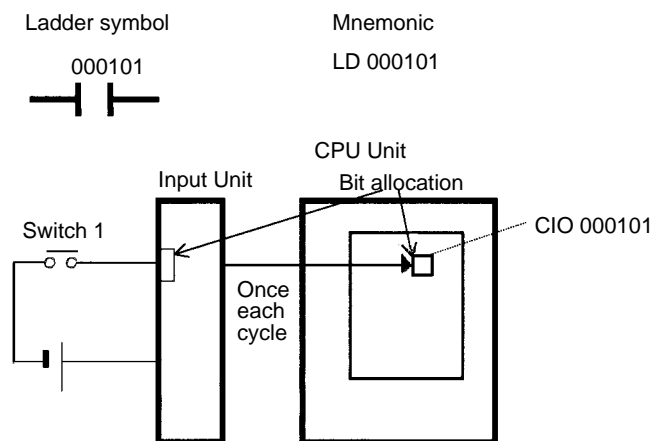 Ladder symbol
Mnemonic
000101
LD 000101
CPU Unit
Input Unit
Bit allocation
Switch 1
CIO 000101
Once
each
cycle